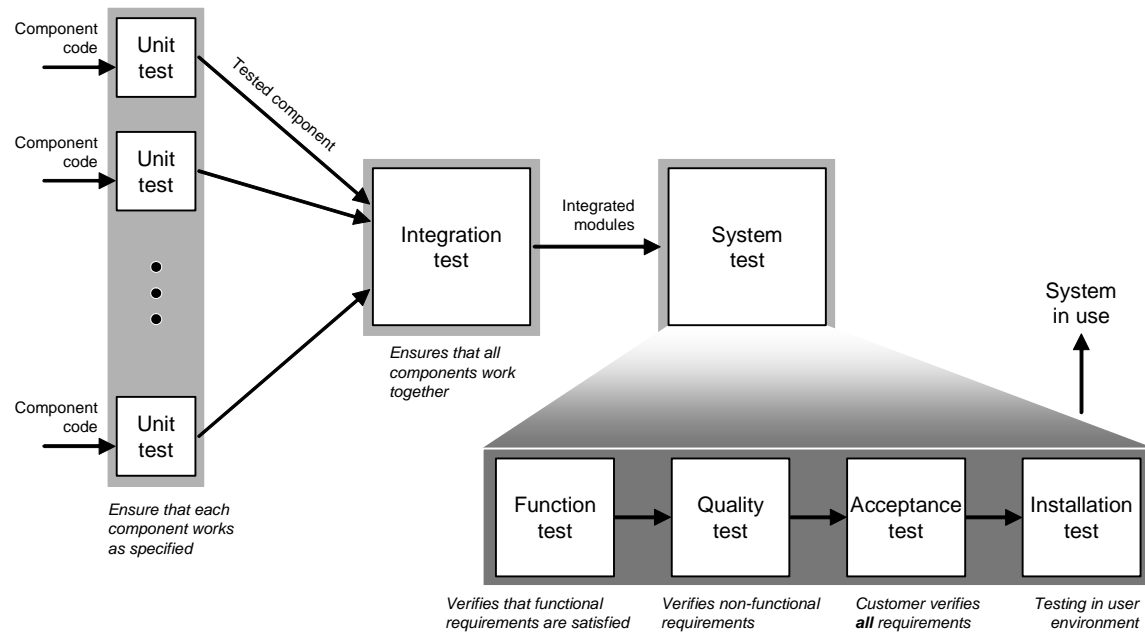 Component
code
Unit
test
Tested component
Component
code
Unit
test
Integration
test
Integrated
modules
System
test
System
in use
Ensures that all
components work
together
Component
code
Unit
test
Ensure that each
component works
as specified
Function
test
Quality
test
Acceptance
test
Installation
test
Verifies that functional
requirements are satisfied
Verifies non-functional
requirements
Customer verifies
all requirements
Testing in user
environment